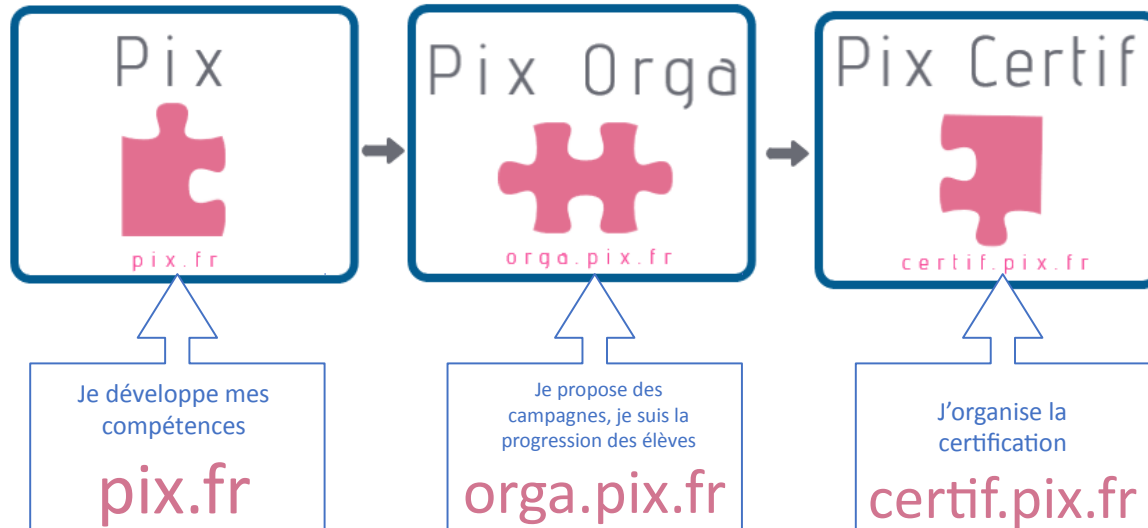 Pix
pix.fr
Pix Orga
orga.pix.fr
Pix Certif
certif.pix.fr
Je développe mes
compétences
pix.fr
Je propose des
campagnes, je suis la
progression des élèves
orga.pix.fr
J'organise la
certification
certif.pix.fr